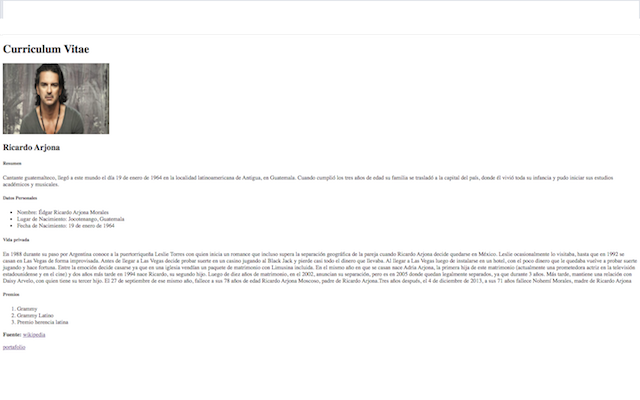 Curriculum Vitae
Ricardo Arjona
Resumen
Cantante guatemalteco, llegó a este mundo el día 19 de enero de 1964 en la localidad latinoamericana de Antigua, en Guatemala. Cuando cumplió los tres años de edad su familia se trasladó a la capital del país, donde él vivió toda su infancia y pudo iniciar sus estudios
académicos y musicales.
Datos Personales
Nombre: Édgar Ricardo Arjona Morales
Lugar de Nacimiento: Jocotenango, Guatemala
Fecha de Nacimiento: 19 de enero de 1964
Vida privada
En 1988 durante su paso por Argentina conoce a la puertorriqueña Leslie Torres con quien inicia un romance que incluso supera la separación geográfica de la pareja cuando Ricardo Arjona decide quedarse en México. Leslie ocasionalmente lo visitaba, hasta que en 1992 se
casan en Las Vegas de forma improvisada. Antes de llegar a Las Vegas decide probar suerte en un casino jugando al Black Jack y pierde casi todo el dinero que llevaba. Al llegar a Las Vegas luego de instalarse en un hotel, con el poco dinero que le quedaba vuelve a probar suerte
jugando y hace fortuna. Entre la emoción decide casarse ya que en una iglesia vendían un paquete de matrimonio con Limusina incluida. En el mismo año en que se casan nace Adria Arjona, la primera hija de este matrimonio (actualmente una promotedora actriz en la televisión
estadounidense y en el cine) y dos años más tarde en 1994 nace Ricardo, su segundo hijo. Luego de diez años de matrimonio, en el 2002, anuncian su separación, pero es en 2005 donde quedan legalmente separados, ya que durante 3 años. Más tarde, mantiene una relación con
Daisy Arvelo, con quien tiene su tercer hijo. El 27 de septiembre de ese mismo año, fallece a sus 78 años de edad Ricardo Arjona Moscoso, padre de Ricardo Arjona.Tres años después, el 4 de diciembre de 2013, a sus 71 años fallece Nohemí Morales, madre de Ricardo Arjona
Premios
1. Grammy
2. Grammy Latino
3. Premio herencia latina
Fuente: wikipedia
portafolio